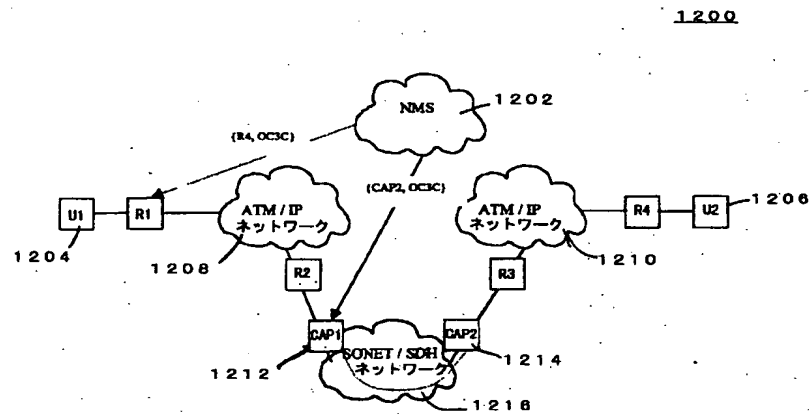 1200
NMS
1202
{R4, OC3C}
{CAP2, OC3C}
U1
R1
ATM / IP
ネットワーク
ATM / IP
ネットワーク
R4
U2
1206
1204
1208
R2
R3
1210
CAP1
CAP2
SONET / SDH
ネットワーク
1212
1214
1216